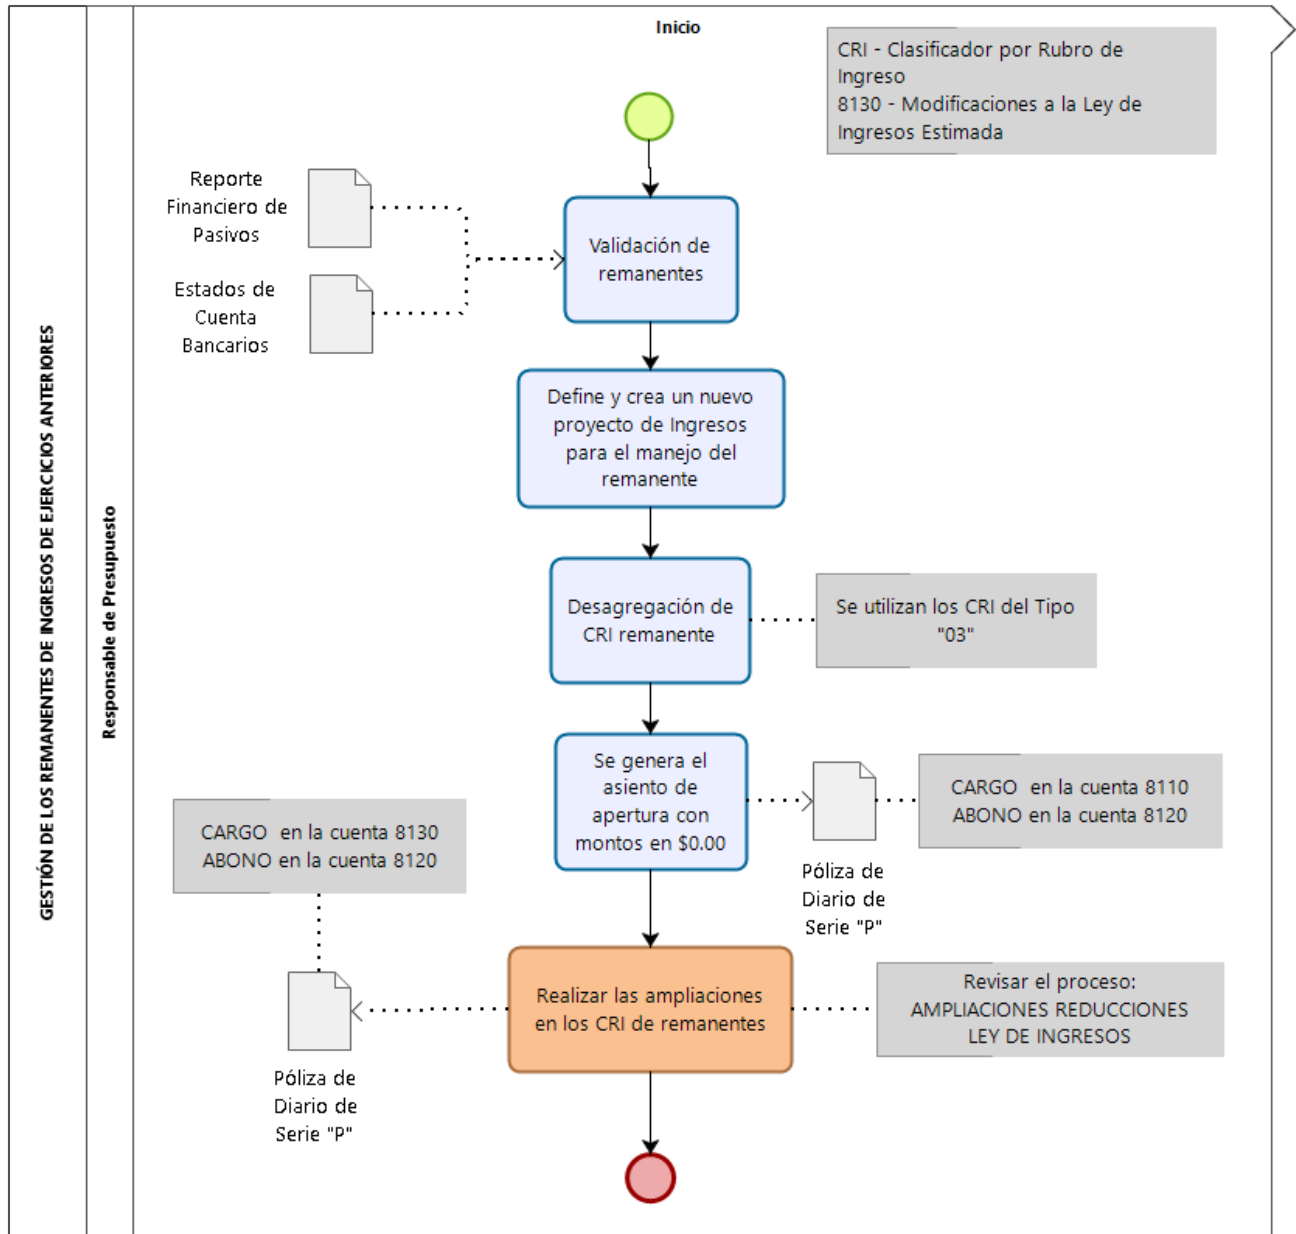 GESTIÓN DE LOS REMANENTES DE INGRESOS DE EJERCICIOS ANTERIORES
Responsable de Presupuesto
Inicio
CRI - Clasificador por Rubro de
Ingreso
8130 - Modificaciones a la Ley de
Ingresos Estimada
Reporte
Financiero de
Pasivos
Estados de
Cuenta
Bancarios
Validación de
remanentes
Define y crea un nuevo
proyecto de Ingresos
para el manejo del
remanente
Desagregación de
CRI remanente
Se utilizan los CRI del Tipo
"03"
Se genera el
asiento de
apertura con
montos en $0.00
CARGO  en la cuenta 8110
ABONO en la cuenta 8120
Póliza de
Diario de
Serie "P"
CARGO  en la cuenta 8130
ABONO en la cuenta 8120
Realizar las ampliaciones
en los CRI de remanentes
Revisar el proceso:
AMPLIACIONES REDUCCIONES
LEY DE INGRESOS
Póliza de
Diario de
Serie "P"